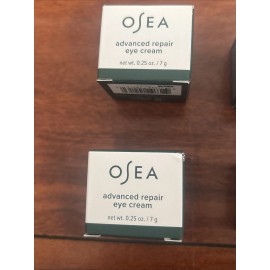 OSEA
advanced repair
eye cream
net wt. 0.25 oz. / 7 g
OSEA
advanced repair
eye cream
net wt. 0.25 oz. / 7 g